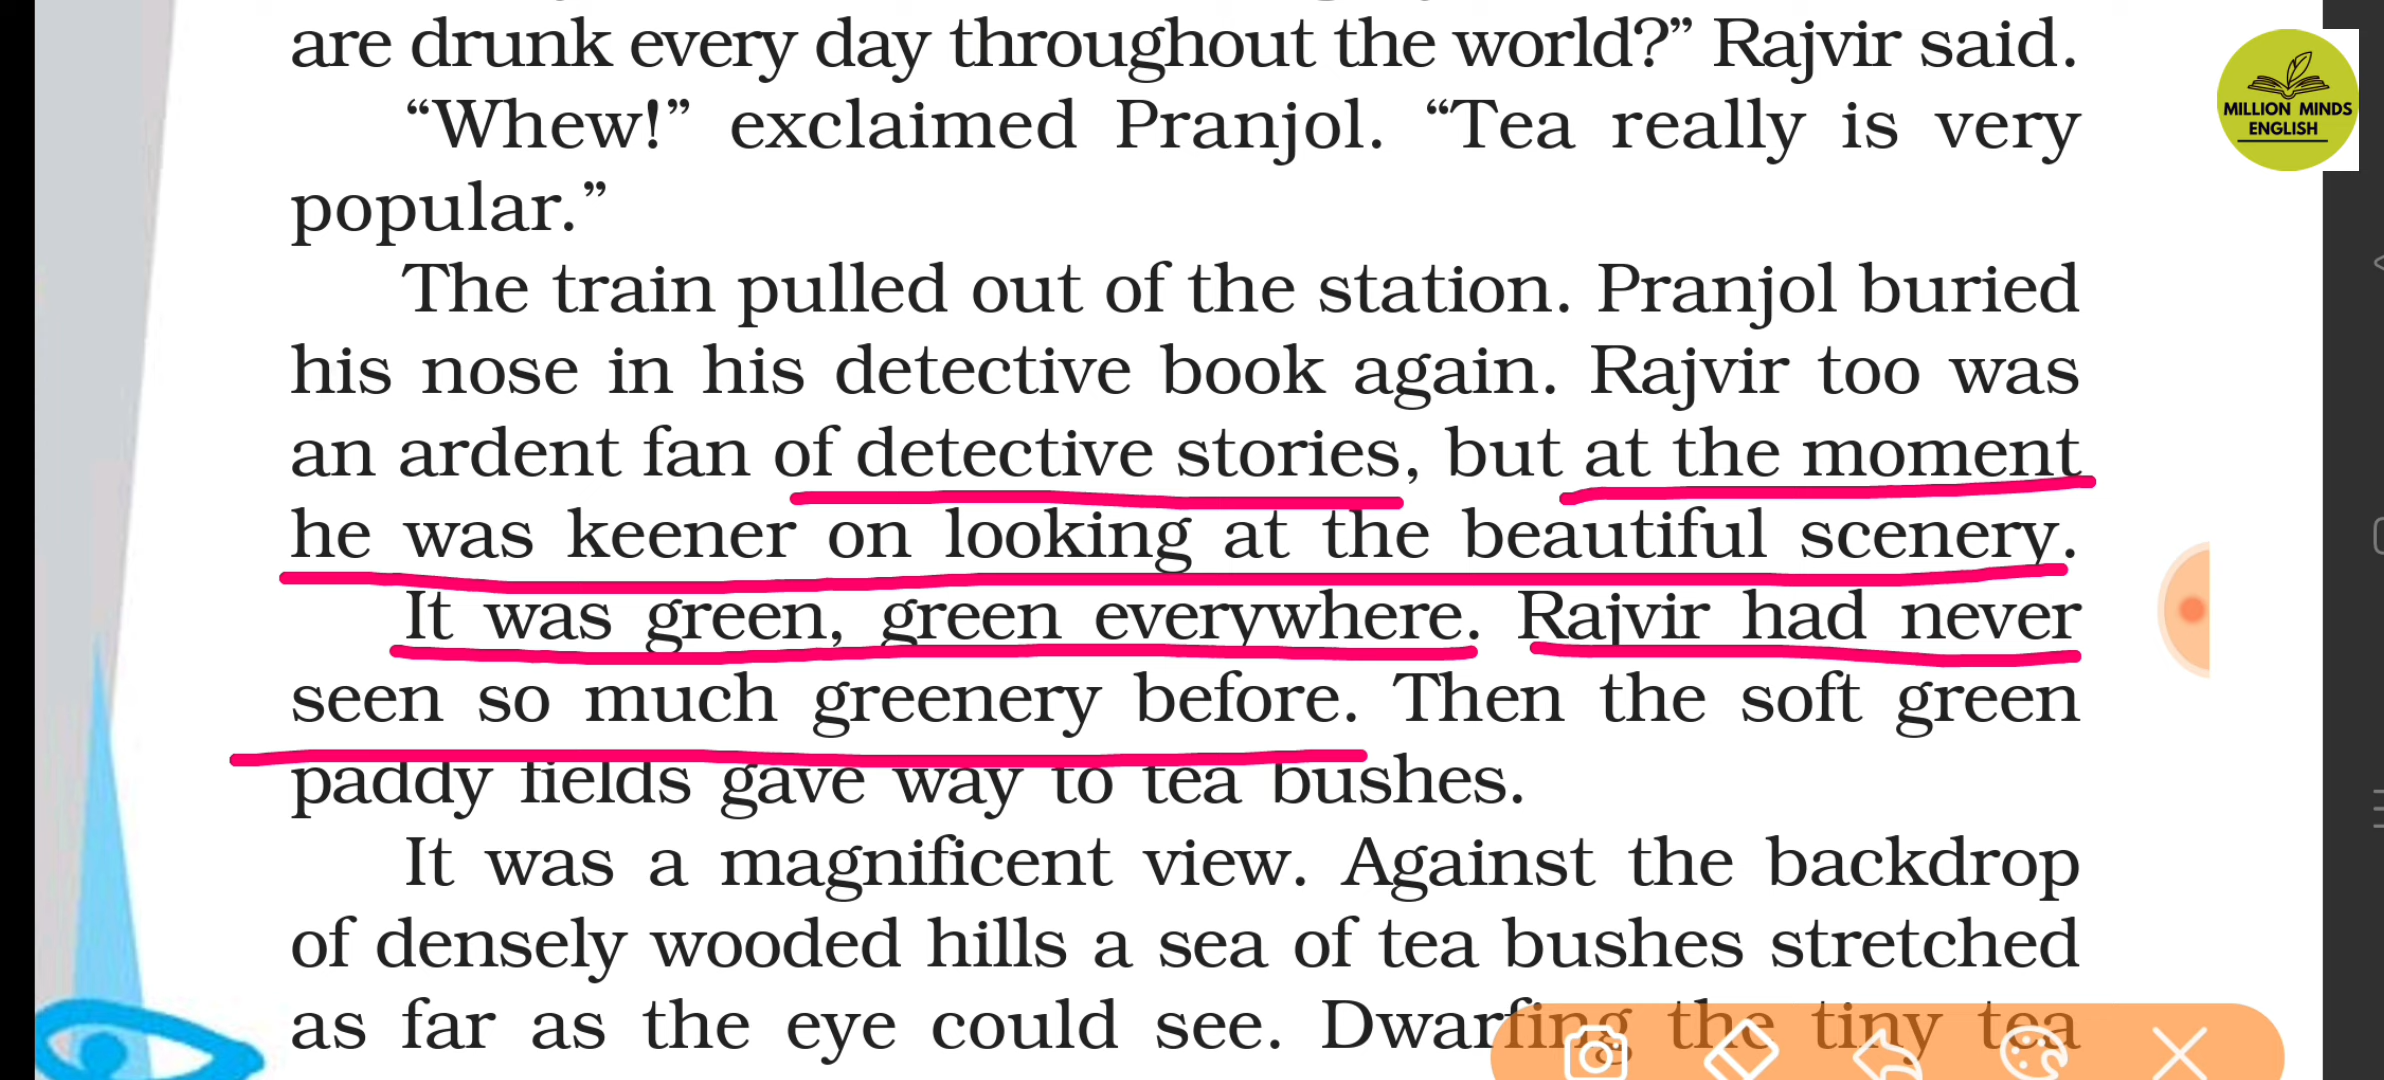 are drunk every day throughout the world?” Rajvir said.
“Whew!” exclaimed Pranjol. “Tea really is very
popular.”
The train pulled out of the station. Pranjol buried
his nose in his detective book again. Rajvir too was
an ardent fan of detective stories, but at the moment
he was keener on looking at the beautiful scenery.
It was green, green everywhere. Rajvir had never
seen so much greenery before. Then the soft green
paddy fields gave way to tea bushes.
It was a magnificent view. Against the backdrop
of densely wooded hills a sea of tea bushes stretched
as far as the eye could see. Dwarfing the tiny tea
MILLION MINDS
ENGLISH